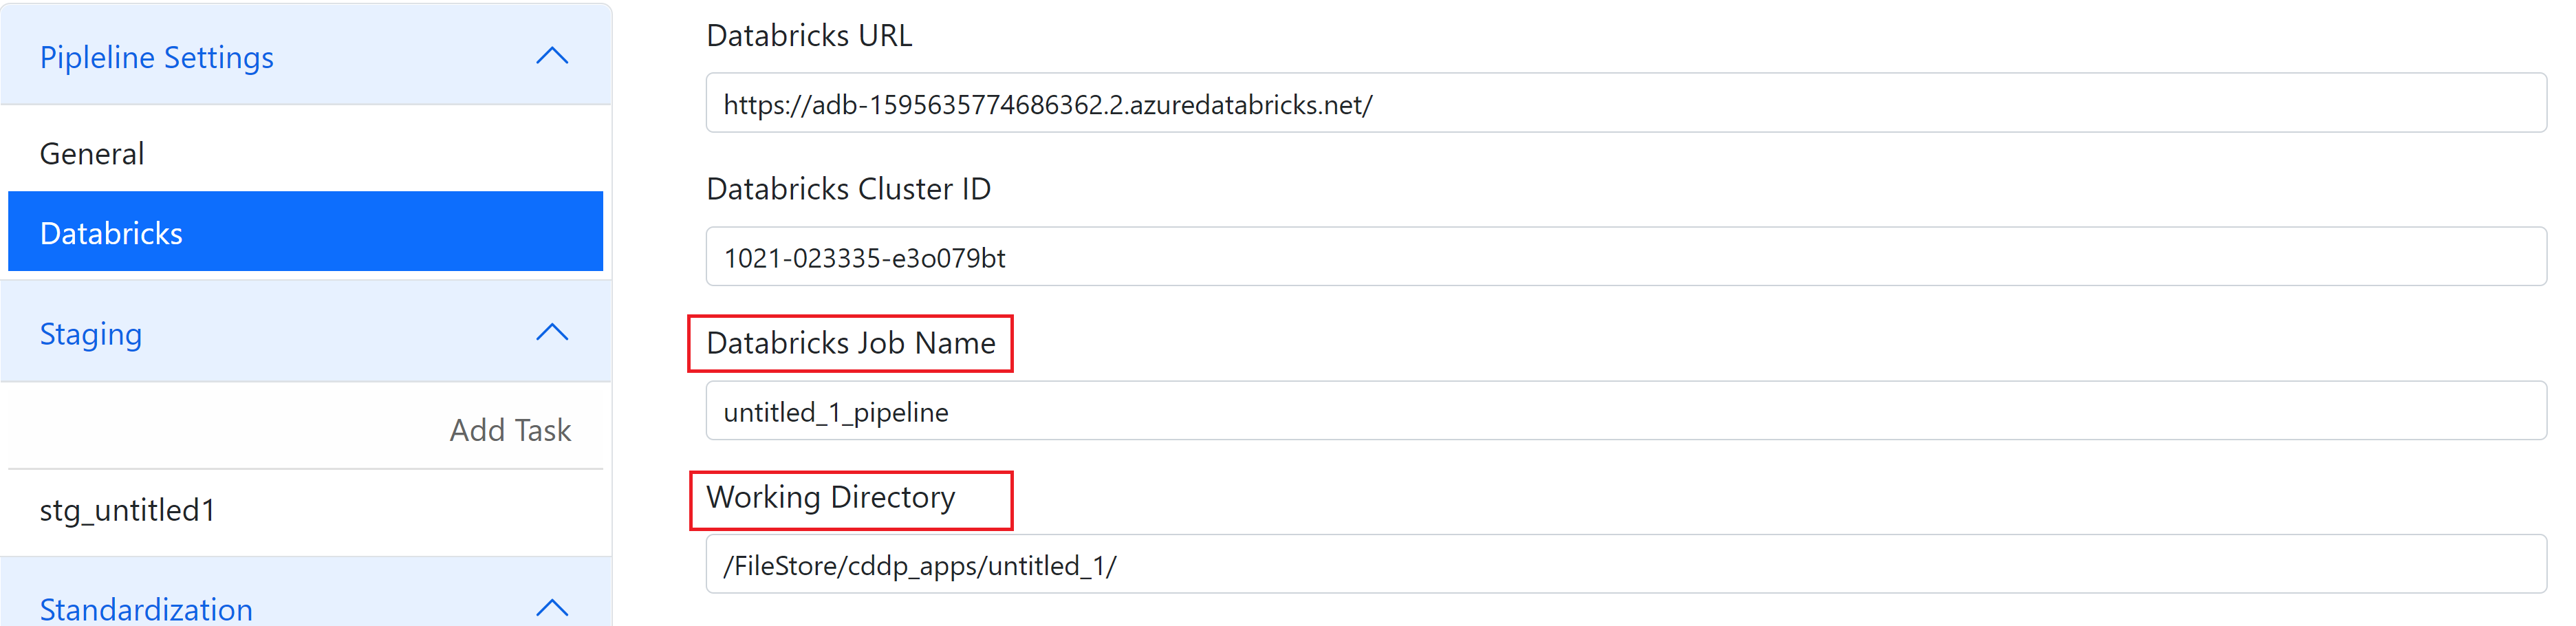 Pipleline Settings
General
Databricks
Staging
Add Task
stg_untitled1
Standardization
Databricks URL
https://adb-1595635774686362.2.azuredatabricks.net/
Databricks Cluster ID
1021-023335-e3o079bt
Databricks Job Name
untitled_1_pipeline
Working Directory
/FileStore/cddp_apps/untitled_1/